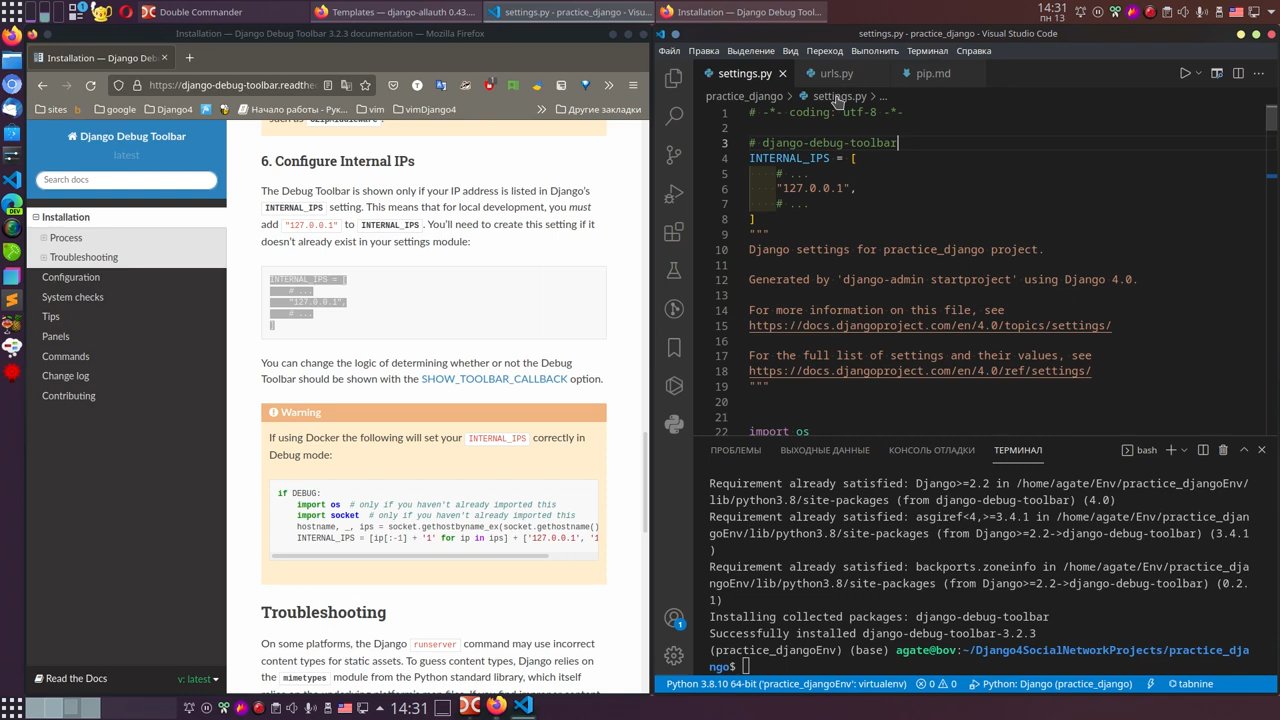 Double Commander
Templates — django-allauth 0.43....
settings.py - practice_django - Visu...
Installation — Django Debug Toolbar ...
14:31
пн 13
Installation — Django Debug Toolbar 3.2.3 documentation — Mozilla Firefox
Installation — Django De
https://django-debug-toolbar.readthe
sites
google
Django4
Начало работы - Рук...
vimDjango
vimDjango4
Другие закладки
Django Debug Toolbar
latest
Search docs
Installation
Process
Troubleshooting
Configuration
System checks
Tips
Panels
Commands
Change log
Contributing
Read the Docs
v: latest
such as GZipMiddleware.
6. Configure Internal IPs
The Debug Toolbar is shown only if your IP address is listed in Django's
INTERNAL_IPS setting. This means that for local development, you must
add "127.0.0.1" to INTERNAL_IPS. You'll need to create this setting if it
doesn't already exist in your settings module:
INTERNAL_IPS = [
# ...
"127.0.0.1",
# ...
]
You can change the logic of determining whether or not the Debug
Toolbar should be shown with the SHOW_TOOLBAR_CALLBACK option.
Warning
If using Docker the following will set your INTERNAL_IPS correctly in
Debug mode:
if DEBUG:
import os # only if you haven't already imported this
import socket # only if you haven't already imported this
hostname, _, ips = socket.gethostbyname_ex(socket.gethostname()
INTERNAL_IPS = [ip[:-1] + '1' for ip in ips] + ['127.0.0.1', '1
Troubleshooting
On some platforms, the Django runserver command may use incorrect
content types for static assets. To guess content types, Django relies on
the mimetypes module from the Python standard library, which itself
settings.py - practice_django - Visual Studio Code
Файл Правка Выделение Вид Переход Выполнить Терминал Справка
settings.py
urls.py
pip.md
practice_django > settings.py > ...
1 # -*- coding: utf-8 -*-
2
3 # django-debug-toolbar
4 INTERNAL_IPS = [
5 # ...
6 "127.0.0.1",
7 # ...
8 ]
9 """
10 Django settings for practice_django project.
11
12 Generated by 'django-admin startproject' using Django 4.0.
13
14 For more information on this file, see
15 https://docs.djangoproject.com/en/4.0/topics/settings/
16
17 For the full list of settings and their values, see
18 https://docs.djangoproject.com/en/4.0/ref/settings/
19 """
20
21
22 import os
ПРОБЛЕМЫ ВЫХОДНЫЕ ДАННЫЕ КОНСОЛЬ ОТЛАДКИ ТЕРМИНАЛ
bash
Requirement already satisfied: Django>=2.2 in /home/agate/Env/practice_djangoEnv/
lib/python3.8/site-packages (from django-debug-toolbar) (4.0)
Requirement already satisfied: asgiref<4,>=3.4.1 in /home/agate/Env/practice_djan
goEnv/lib/python3.8/site-packages (from Django>=2.2->django-debug-toolbar) (3.4.1
)
Requirement already satisfied: backports.zoneinfo in /home/agate/Env/practice_dja
ngoEnv/lib/python3.8/site-packages (from Django>=2.2->django-debug-toolbar) (0.2.
1)
Installing collected packages: django-debug-toolbar
Successfully installed django-debug-toolbar-3.2.3
(practice_djangoEnv) (base) agate@bov:~/Django4SocialNetworkProjects/practice_dja
ngo$
1
Python 3.8.10 64-bit ('practice_djangoEnv': virtualenv)
0
0
Python: Django (practice_django)
tabnine
14:31